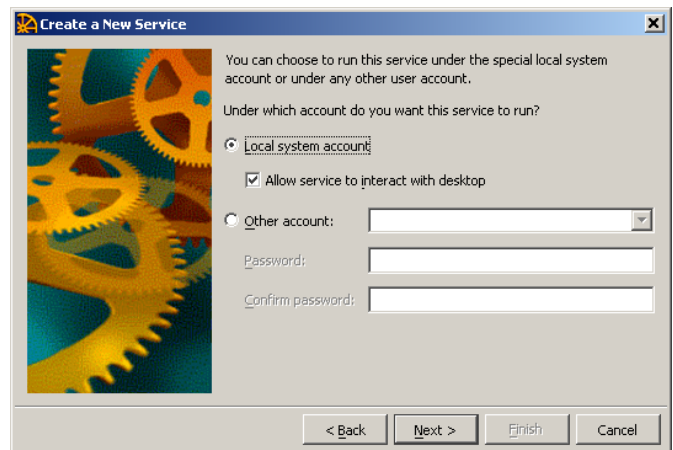 Create a New Service
You can choose to run this service under the special local system
account or under any other user account.
Under which account do you want this service to run?
Local system account
Allow service to interact with desktop
Other account:
Password:
Confirm password:
< Back
Next >
Finish
Cancel